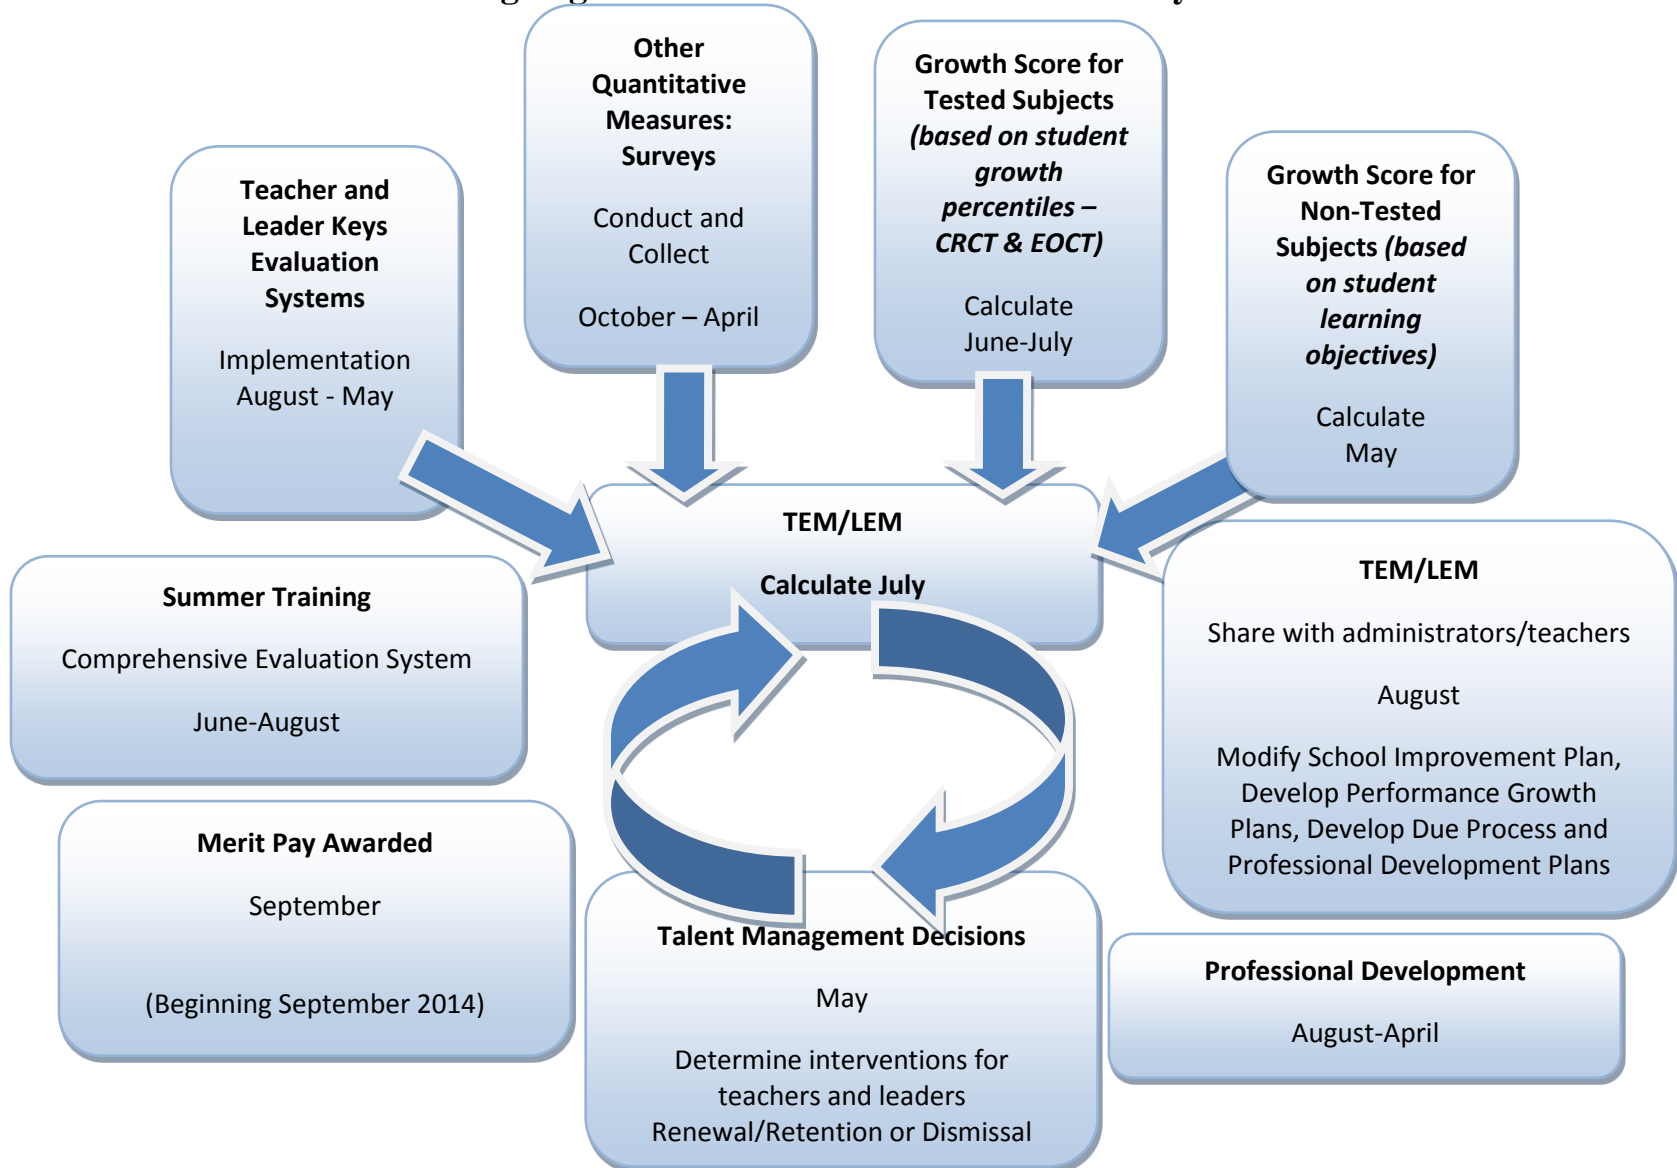 Other
Quantitative
Measures:
Surveys
Conduct and
Collect
October – April
Growth Score for
Tested Subjects
(based on student
growth
percentiles –
CRCT & EOCT)
Calculate
June-July
Teacher and
Leader Keys
Evaluation
Systems
Implementation
August - May
Growth Score for
Non-Tested
Subjects (based
on student
learning
objectives)
Calculate
May
TEM/LEM
Calculate July
Summer Training
Comprehensive Evaluation System
June-August
TEM/LEM
Share with administrators/teachers
August
Modify School Improvement Plan,
Develop Performance Growth
Plans, Develop Due Process and
Professional Development Plans
Merit Pay Awarded
September
(Beginning September 2014)
Talent Management Decisions
May
Determine interventions for
teachers and leaders
Renewal/Retention or Dismissal
Professional Development
August-April